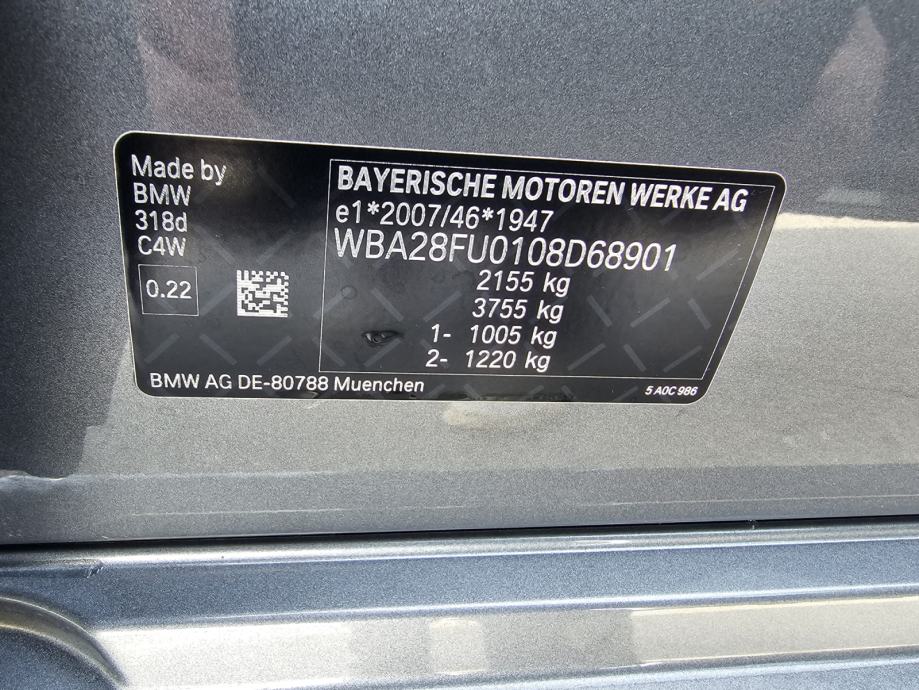 Made by
BMW
318d
C4W
0.22
BAYERISCHE MOTOREN WERKE AG
e1*2007/46*1947
WBA28FU0108D68901
2155 kg
3755 kg
1- 1005 kg
2- 1220 kg
BMW AG DE-80788 Muenchen
5 A0C 986